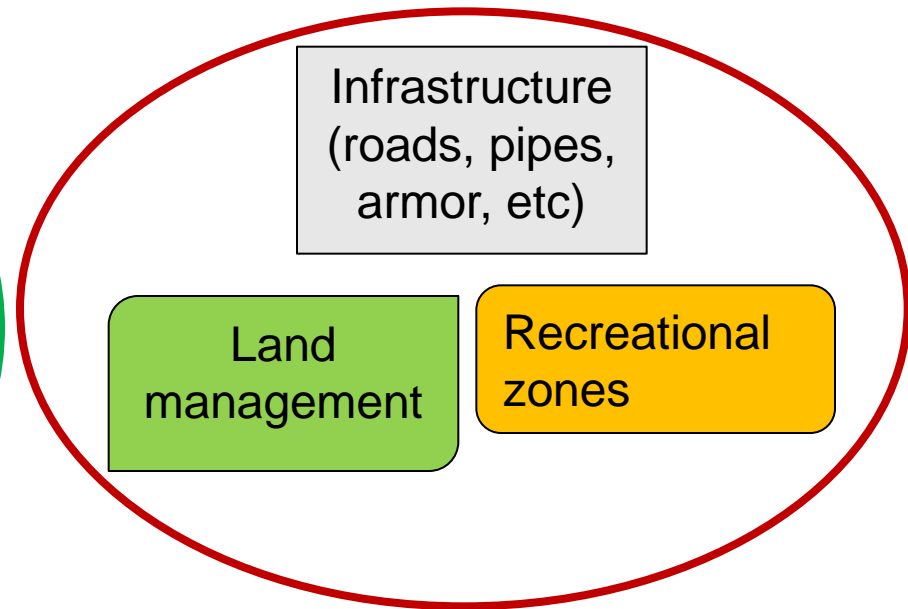 Infrastructure
(roads, pipes,
armor, etc)
Land
management
Recreational
zones